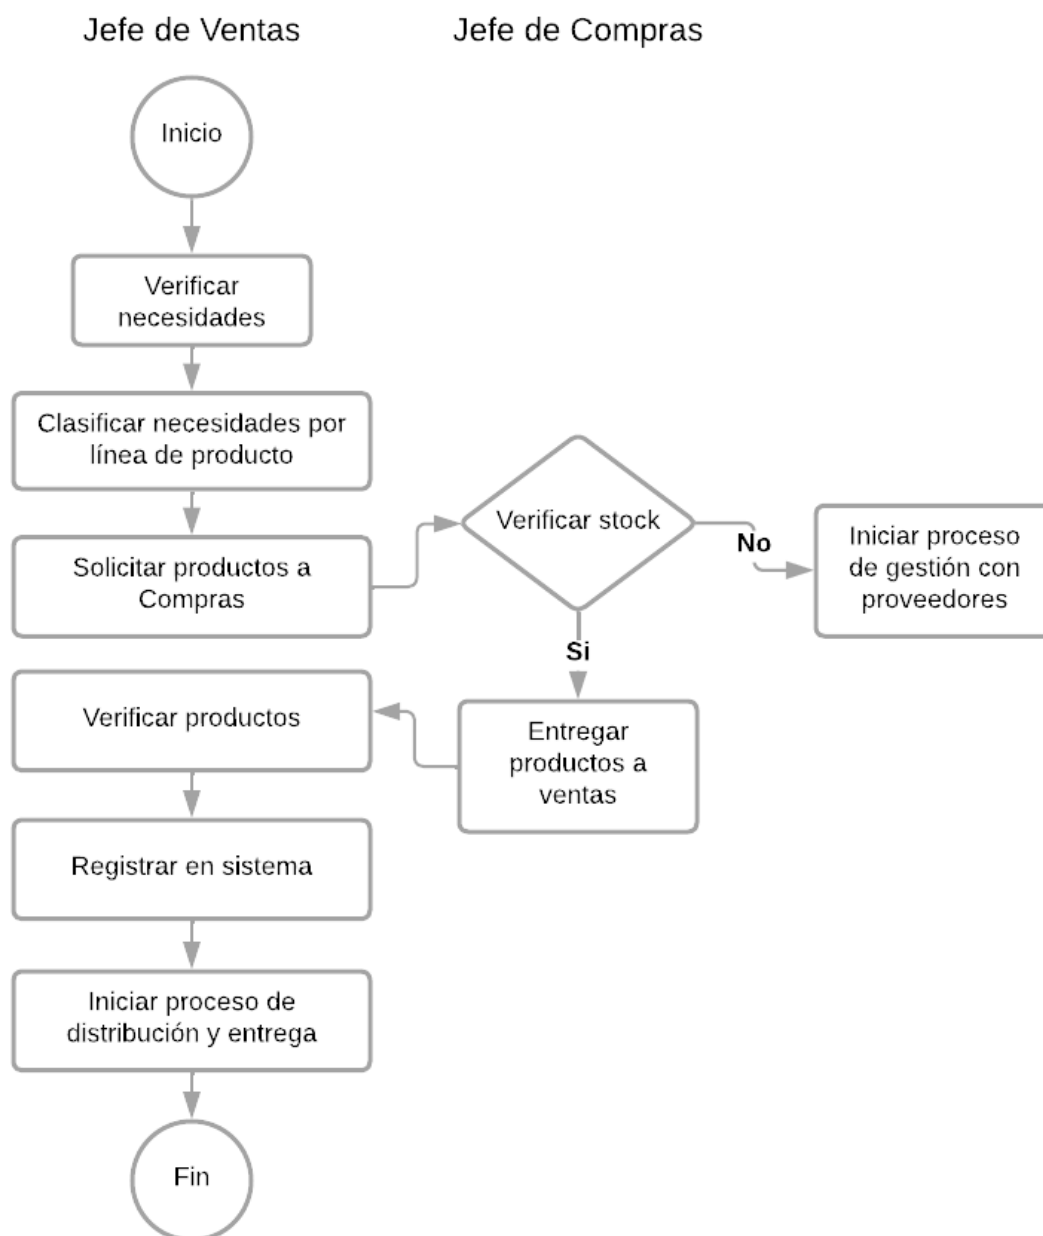 Jefe de Ventas
Jefe de Compras
Inicio
Verificar
necesidades
Clasificar necesidades por
línea de producto
Solicitar productos a
Compras
Verificar stock
No
Iniciar proceso
de gestión con
proveedores
Si
Entregar
productos a
ventas
Verificar productos
Registrar en sistema
Iniciar proceso de
distribución y entrega
Fin